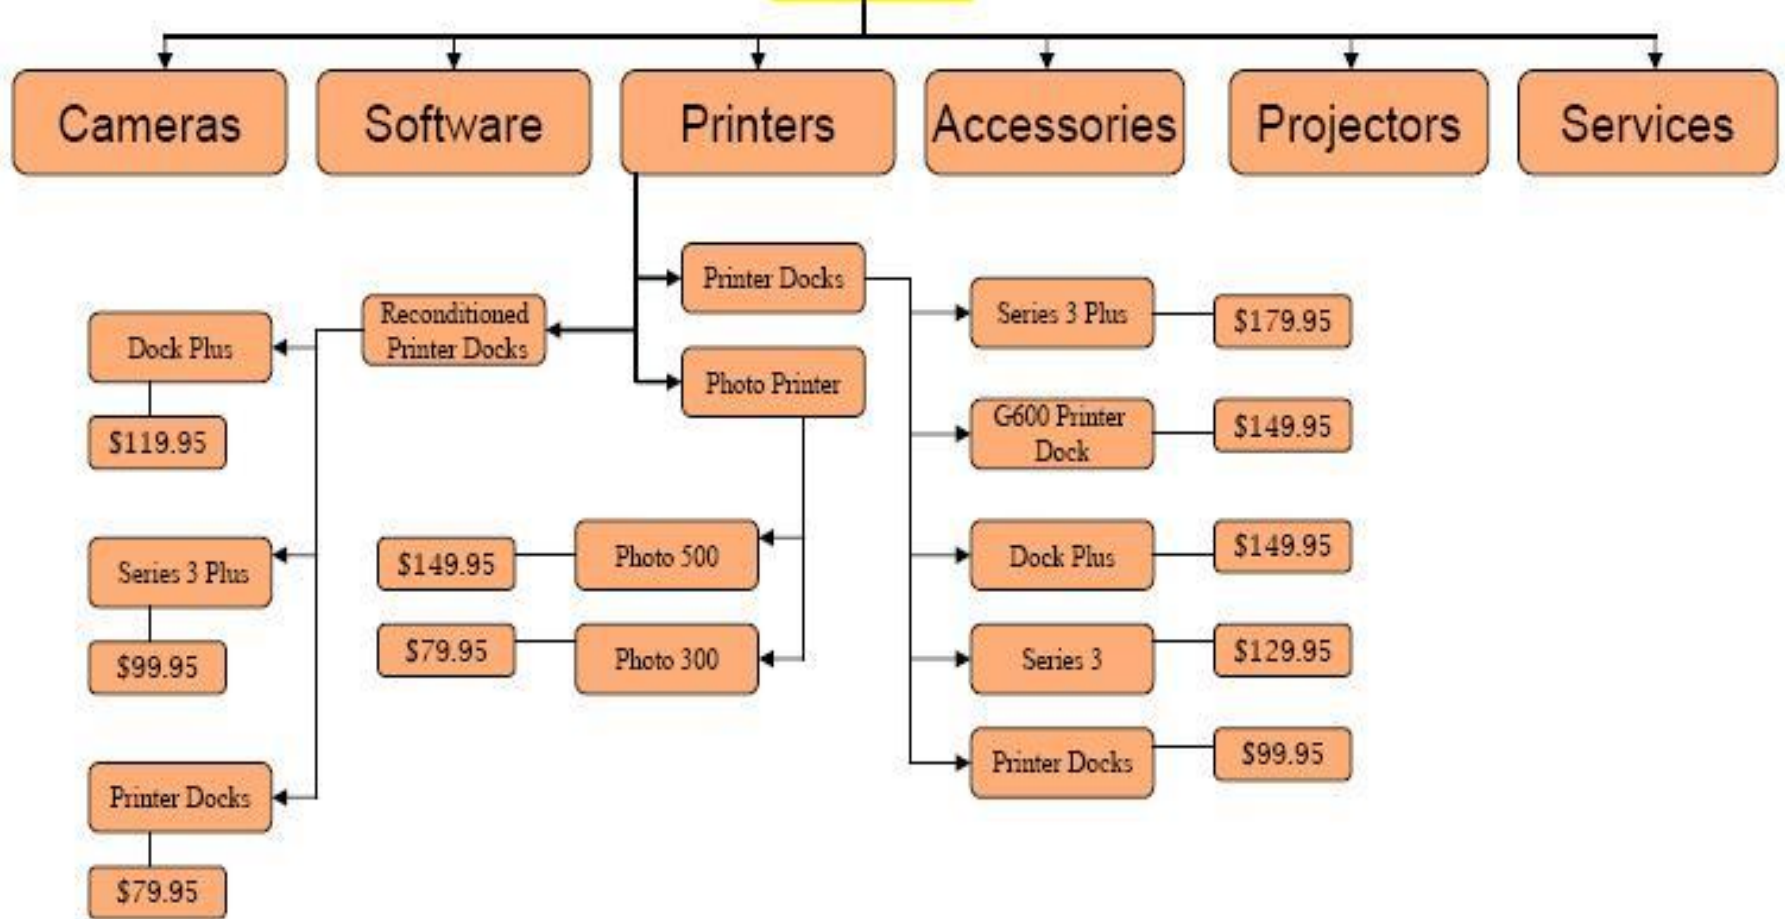 Cameras
Software
Printers
Accessories
Projectors
Services
Printer Docks
Series 3 Plus
$179.95
Reconditioned
Printer Docks
Dock Plus
Photo Printer
$119.95
G600 Printer
Dock
$149.95
Series 3 Plus
$149.95
Photo 500
Dock Plus
$149.95
$99.95
$79.95
Photo 300
Series 3
$129.95
Printer Docks
Printer Docks
$99.95
$79.95